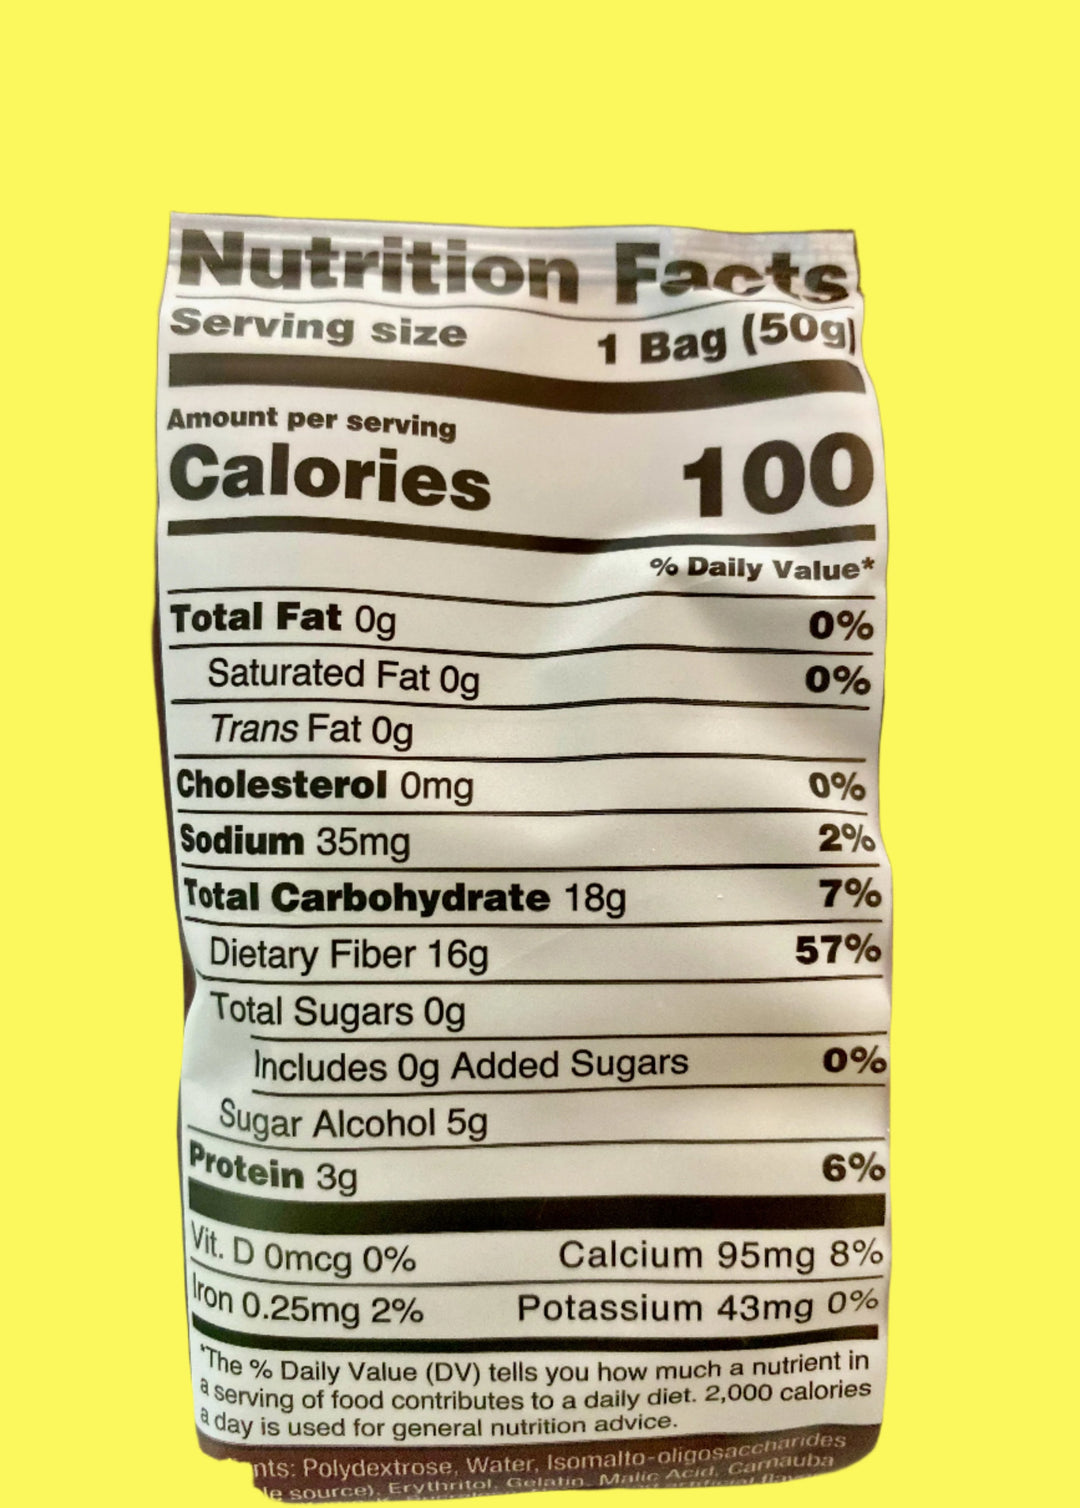 Nutrition Facts
Serving size 1 Bag (50g)
Amount per serving
Calories 100
% Daily Value*
Total Fat 0g 0%
Saturated Fat 0g 0%
Trans Fat 0g
Cholesterol 0mg 0%
Sodium 35mg 2%
Total Carbohydrate 18g 7%
Dietary Fiber 16g 57%
Total Sugars 0g
Includes 0g Added Sugars 0%
Sugar Alcohol 5g
Protein 3g 6%
Vit. D 0mcg 0% Calcium 95mg 8%
Iron 0.25mg 2% Potassium 43mg 0%
*The % Daily Value (DV) tells you how much a nutrient in
a serving of food contributes to a daily diet. 2,000 calories
a day is used for general nutrition advice.
nts: Polydextrose, Water, Isomalto-oligosaccharides
source), Erythritol, Gelatin, Malic Acid, Carnauba